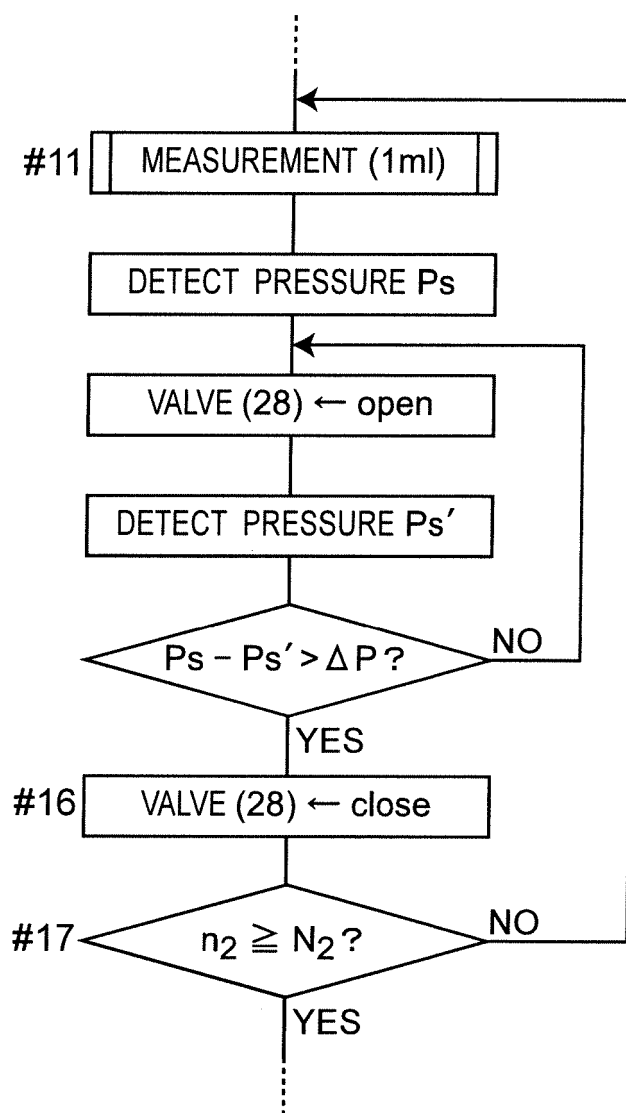 #11 MEASUREMENT (1ml)
DETECT PRESSURE Ps
VALVE (28) ← open
DETECT PRESSURE Ps′
Ps − Ps′ > ΔP ?
NO
YES
#16 VALVE (28) ← close
#17 n₂ ≧ N₂ ?
NO
YES